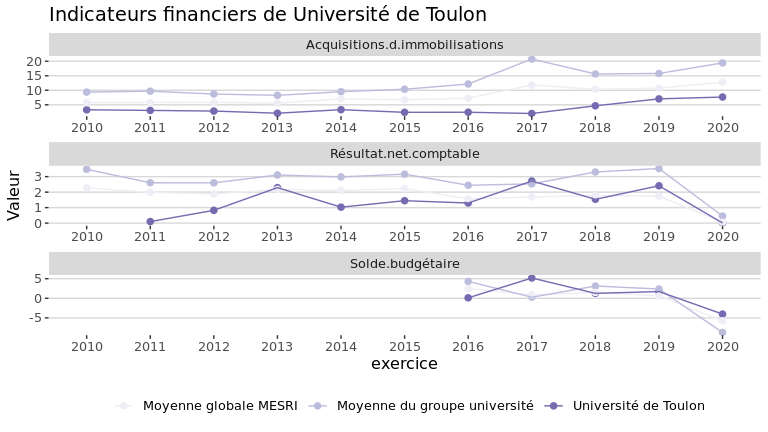 Indicateurs financiers de Université de Toulon
Acquisitions.d.immobilisations
20
15
10
5
2010 2011 2012 2013 2014 2015 2016 2017 2018 2019 2020
Résultat.net.comptable
3
2
1
0
2010 2011 2012 2013 2014 2015 2016 2017 2018 2019 2020
Valeur
Solde.budgétaire
5
0
-5
2010 2011 2012 2013 2014 2015 2016 2017 2018 2019 2020
exercice
Moyenne globale MESRI Moyenne du groupe université Université de Toulon